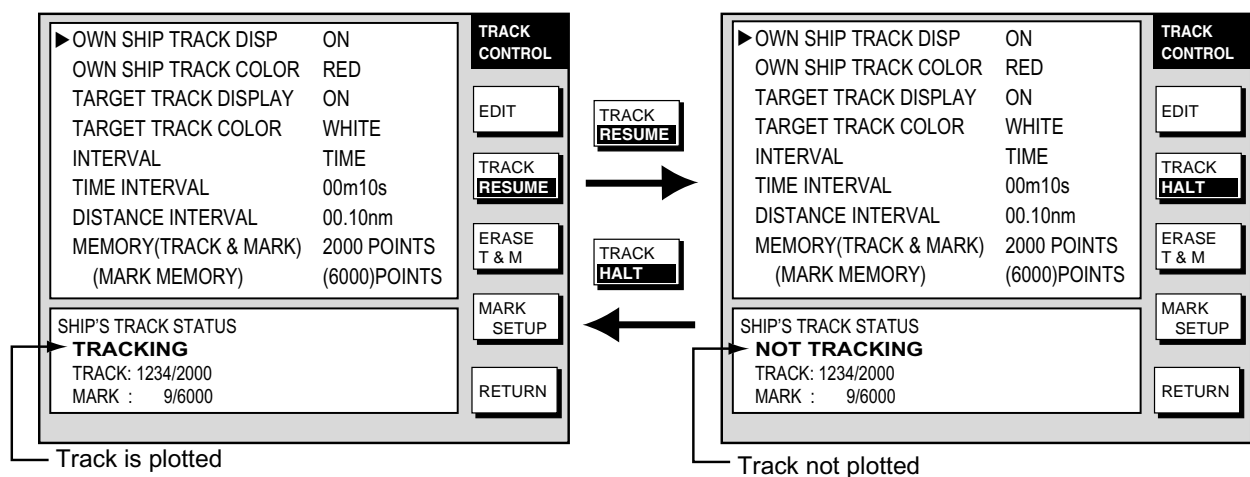 ▶OWN SHIP TRACK DISP ON
OWN SHIP TRACK COLOR RED
TARGET TRACK DISPLAY ON
TARGET TRACK COLOR WHITE
INTERVAL TIME
TIME INTERVAL 00m10s
DISTANCE INTERVAL 00.10nm
MEMORY(TRACK & MARK) 2000 POINTS
(MARK MEMORY) (6000)POINTS
SHIP'S TRACK STATUS
TRACKING
TRACK: 1234/2000
MARK : 9/6000
TRACK
CONTROL
EDIT
TRACK
RESUME
ERASE
T & M
MARK
SETUP
RETURN
Track is plotted
TRACK
RESUME
TRACK
HALT
▶OWN SHIP TRACK DISP ON
OWN SHIP TRACK COLOR RED
TARGET TRACK DISPLAY ON
TARGET TRACK COLOR WHITE
INTERVAL TIME
TIME INTERVAL 00m10s
DISTANCE INTERVAL 00.10nm
MEMORY(TRACK & MARK) 2000 POINTS
(MARK MEMORY) (6000)POINTS
SHIP'S TRACK STATUS
NOT TRACKING
TRACK: 1234/2000
MARK : 9/6000
TRACK
CONTROL
EDIT
TRACK
HALT
ERASE
T & M
MARK
SETUP
RETURN
Track not plotted